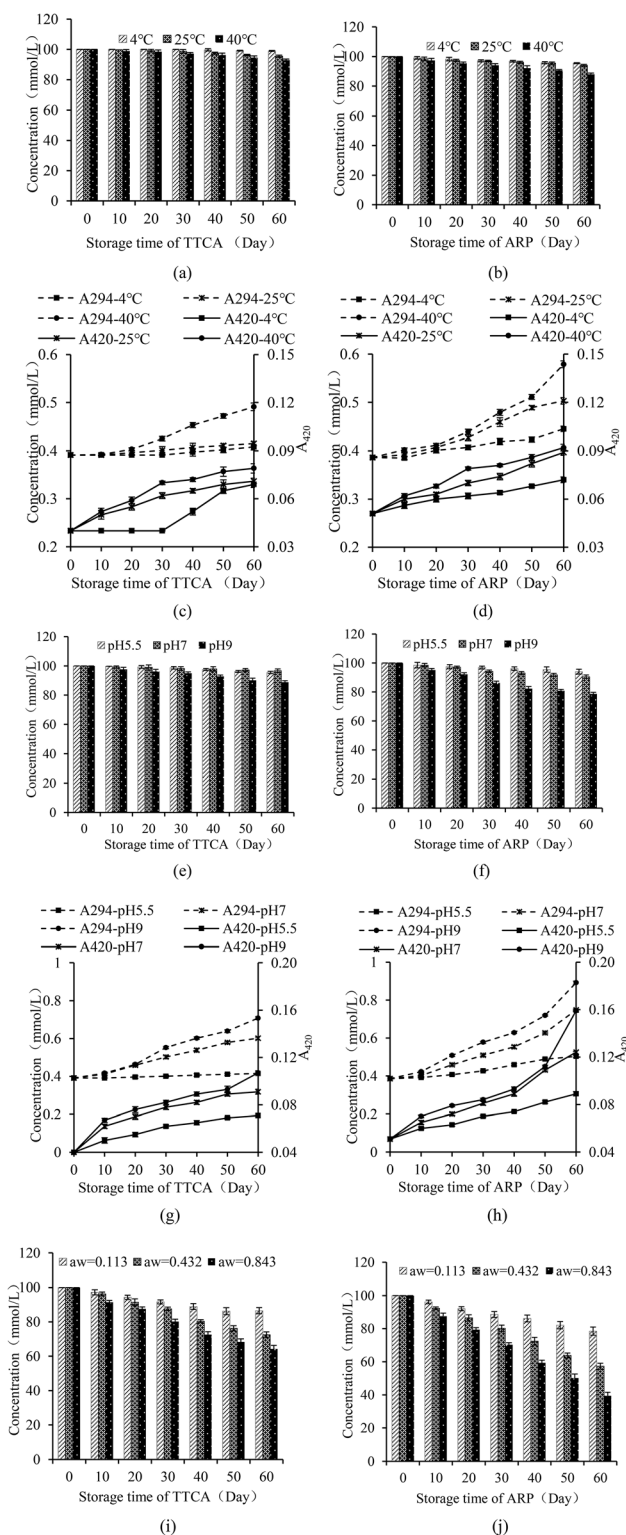 4℃ 25℃ 40℃
Concentration（mmol/L）
120
100
80
60
40
20
0
0 10 20 30 40 50 60
Storage time of TTCA （Day）
(a)
4℃ 25℃ 40℃
Concentration（mmol/L）
120
100
80
60
40
20
0
0 10 20 30 40 50 60
Storage time of ARP （Day）
(b)
A294-4℃ A294-25℃
A294-40℃ A420-4℃
A420-25℃ A420-40℃
Concentration（mmol/L）
0.6
0.5
0.4
0.3
0.2
0.15
0.12
0.09
0.06
0.03
A420
0 10 20 30 40 50 60
Storage time of TTCA （Day）
(c)
A294-4℃ A294-25℃
A294-40℃ A420-4℃
A420-25℃ A420-40℃
Concentration（mmol/L）
0.6
0.5
0.4
0.3
0.2
0.15
0.12
0.09
0.06
0.03
A420
0 10 20 30 40 50 60
Storage time of ARP （Day）
(d)
pH5.5 pH7 pH9
Concentration（mmol/L）
120
100
80
60
40
20
0
0 10 20 30 40 50 60
Storage time of TTCA （Day）
(e)
pH5.5 pH7 pH9
Concentration（mmol/L）
120
100
80
60
40
20
0
0 10 20 30 40 50 60
Storage time of ARP （Day）
(f)
A294-pH5.5 A294-pH7
A294-pH9 A420-pH5.5
A420-pH7 A420-pH9
Concentration（mmol/L）
1
0.8
0.6
0.4
0.2
0
0.20
0.16
0.12
0.08
0.04
A420
0 10 20 30 40 50 60
Storage time of TTCA （Day）
(g)
A294-pH5.5 A294-pH7
A294-pH9 A420-pH5.5
A420-pH7 A420-pH9
Concentration（mmol/L）
1
0.8
0.6
0.4
0.2
0
0.20
0.16
0.12
0.08
0.04
A420
0 10 20 30 40 50 60
Storage time of ARP （Day）
(h)
aw=0.113 aw=0.432 aw=0.843
Concentration（mmol/L）
120
100
80
60
40
20
0
0 10 20 30 40 50 60
Storage time of TTCA （Day）
(i)
aw=0.113 aw=0.432 aw=0.843
Concentration（mmol/L）
120
100
80
60
40
20
0
0 10 20 30 40 50 60
Storage time of ARP （Day）
(j)